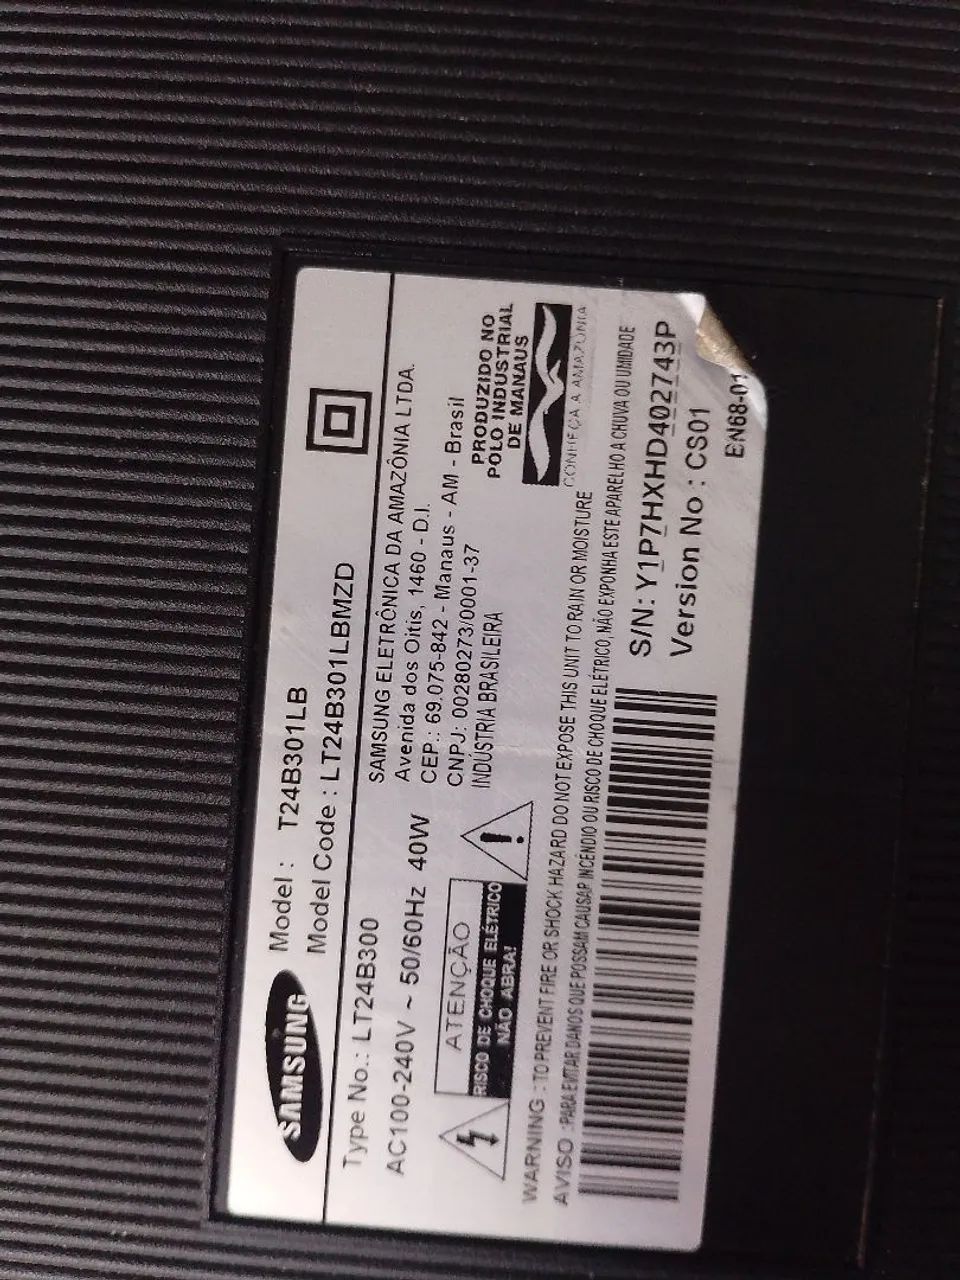 SAMSUNG
Model : T24B301LB
Model Code : LT24B301LBMZD
Type No.: LT24B300
AC100-240V ~ 50/60Hz 40W
SAMSUNG ELETRÔNICA DA AMAZÔNIA LTDA.
Avenida dos Oitis, 1460 - D.I.
CEP.: 69.075-842 - Manaus - AM - Brasil
CNPJ: 00280273/0001-37
INDÚSTRIA BRASILEIRA
PRODUZIDO NO
POLO INDUSTRIAL
DE MANAUS
CONHEÇA A AMAZÔNIA
ATENÇÃO
RISCO DE CHOQUE ELÉTRICO
NÃO ABRA!
WARNING : TO PREVENT FIRE OR SHOCK HAZARD DO NOT EXPOSE THIS UNIT TO RAIN OR MOISTURE
AVISO : PARA EVITAR DANOS QUE POSSAM CAUSAR INCÊNDIO OU RISCO DE CHOQUE ELÉTRICO, NÃO EXPONHA ESTE APARELHO A CHUVA OU UMIDADE
S/N: Y1P7HXHD402743P
Version No : CS01
EN68-01